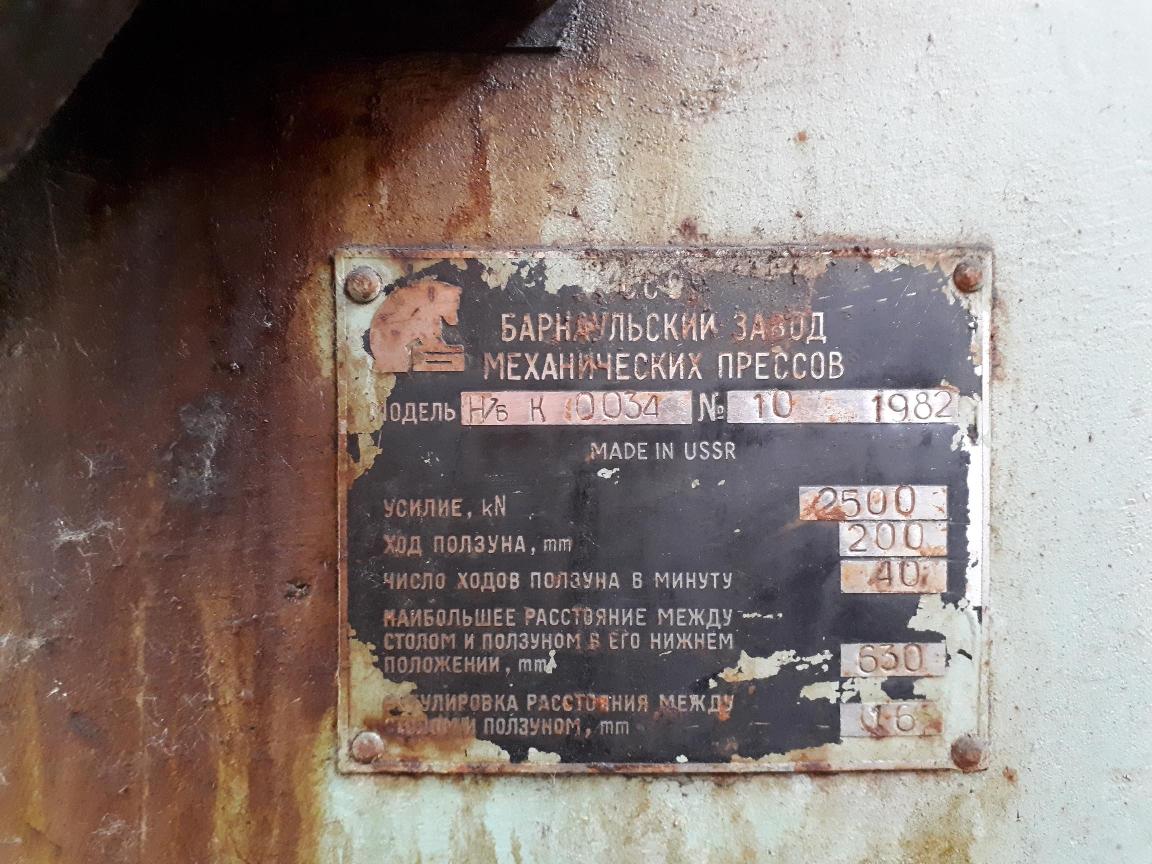 БАРНАУЛЬСКИЙ ЗАВОД
МЕХАНИЧЕСКИХ ПРЕССОВ
МОДЕЛЬ К 0034 № 10 1982
MADE IN USSR
УСИЛИЕ, kN 2500
ХОД ПОЛЗУНА, mm 200
ЧИСЛО ХОДОВ ПОЛЗУНА В МИНУТУ 40
НАИБОЛЬШЕЕ РАССТОЯНИЕ МЕЖДУ
СТОЛОМ И ПОЛЗУНОМ В ЕГО НИЖНЕМ
ПОЛОЖЕНИИ, mm 630
РЕГУЛИРОВКА РАССТОЯНИЯ МЕЖДУ
СТОЛОМ И ПОЛЗУНОМ, mm